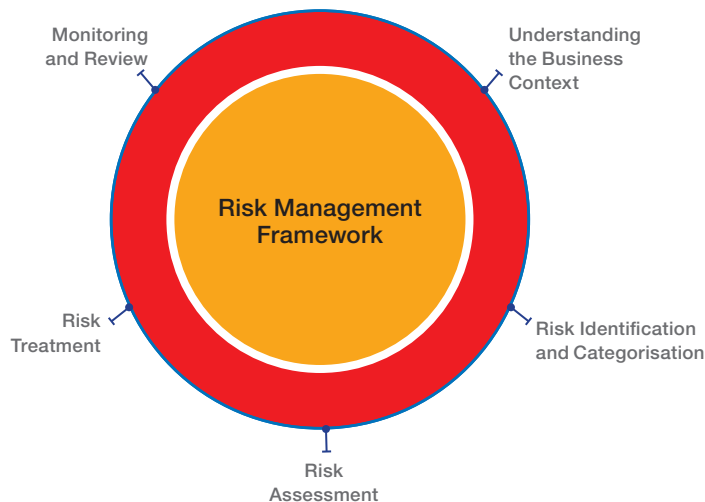 Monitoring
and Review
Understanding
the Business
Context
Risk Management
Framework
Risk
Treatment
Risk Identification
and Categorisation
Risk
Assessment